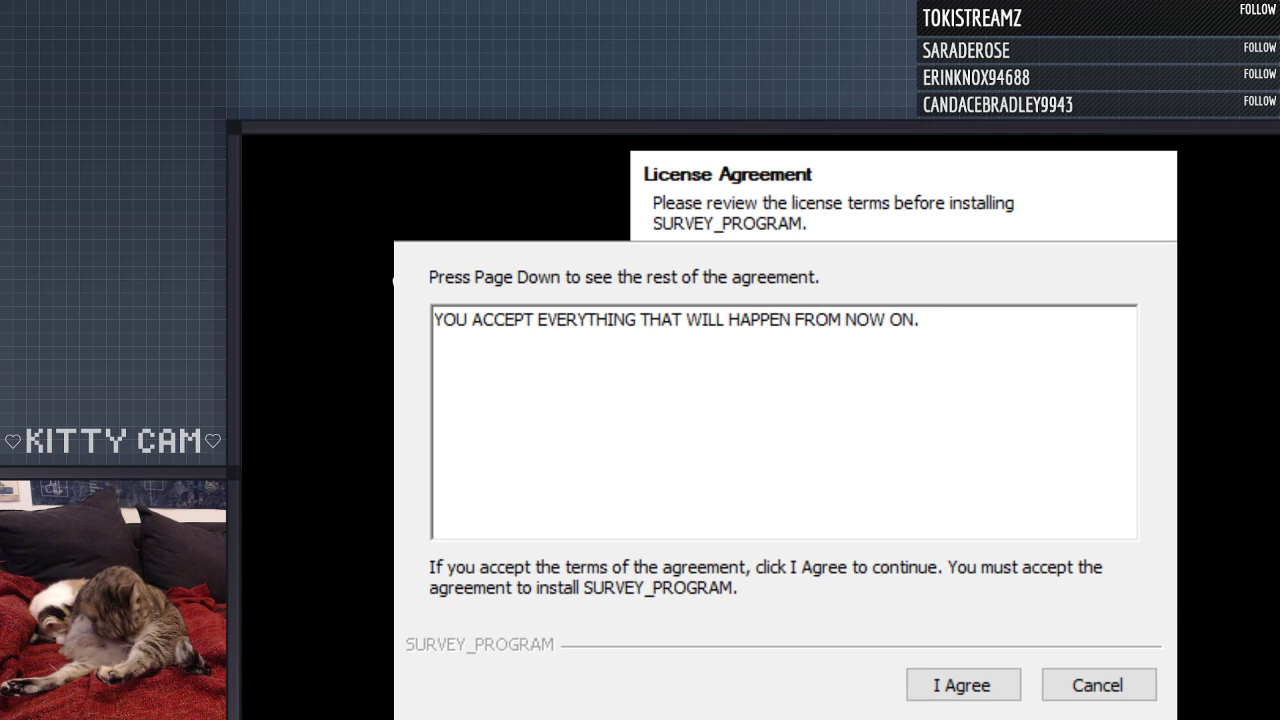 TOKISTREAMZ FOLLOW
SARADEROSE FOLLOW
ERINKNOX94688 FOLLOW
CANDACEBRADLEY9943 FOLLOW
License Agreement
Please review the license terms before installing
SURVEY_PROGRAM.
Press Page Down to see the rest of the agreement.
YOU ACCEPT EVERYTHING THAT WILL HAPPEN FROM NOW ON.
If you accept the terms of the agreement, click I Agree to continue. You must accept the
agreement to install SURVEY_PROGRAM.
SURVEY_PROGRAM
I Agree Cancel
♡KITTY CAM♡